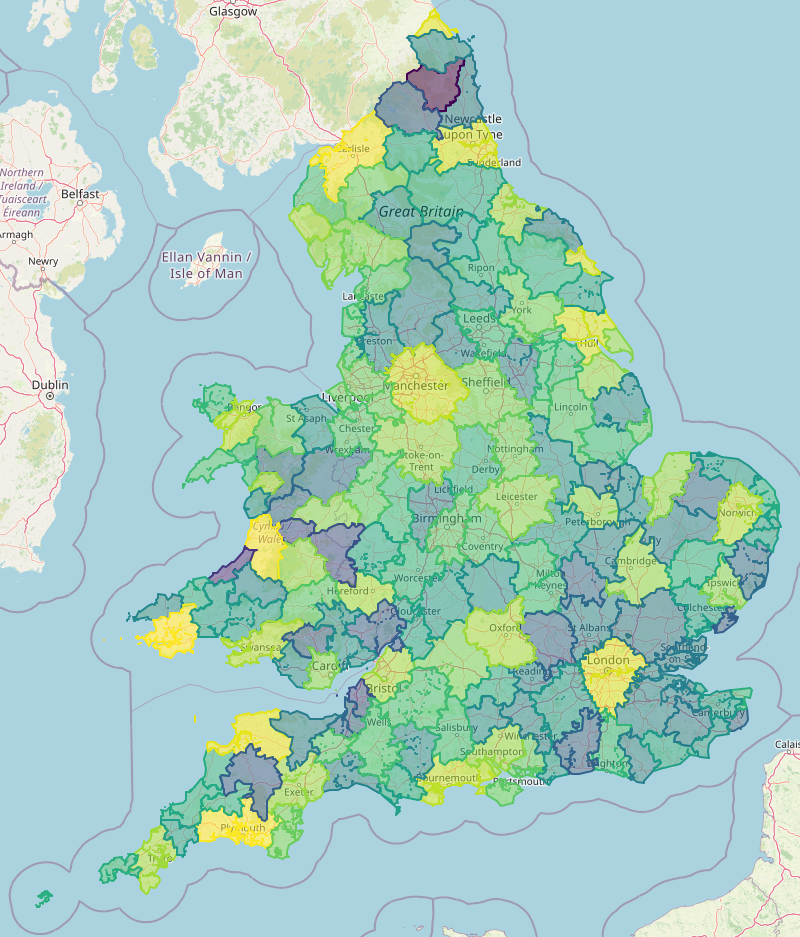 Glasgow
Newcastle
upon Tyne
Carlisle
Sunderland
Northern
Ireland /
Tuaisceart
Éireann
Belfast
Great Britain
Armagh
Newry
Ellan Vannin /
Isle of Man
Ripon
York
Leeds
Preston
Wakefield
Hull
Dublin
Manchester
Sheffield
Liverpool
Bangor
St Asaph
Chester
Lincoln
Wrexham
Stoke-on-
Trent
Nottingham
Derby
Lichfield
Leicester
Norwich
Birmingham
Peterborough
Coventry
Cambridge
Worcester
Milton
Keynes
Ipswich
Hereford
Colchester
Gloucester
Oxford
St Albans
Southend-
on-Sea
Swansea
Cardiff
London
Bristol
Reading
Canterbury
Wells
Salisbury
Winchester
Calais
Southampton
Brighton
Bournemouth
Portsmouth
Exeter
Plymouth
Truro